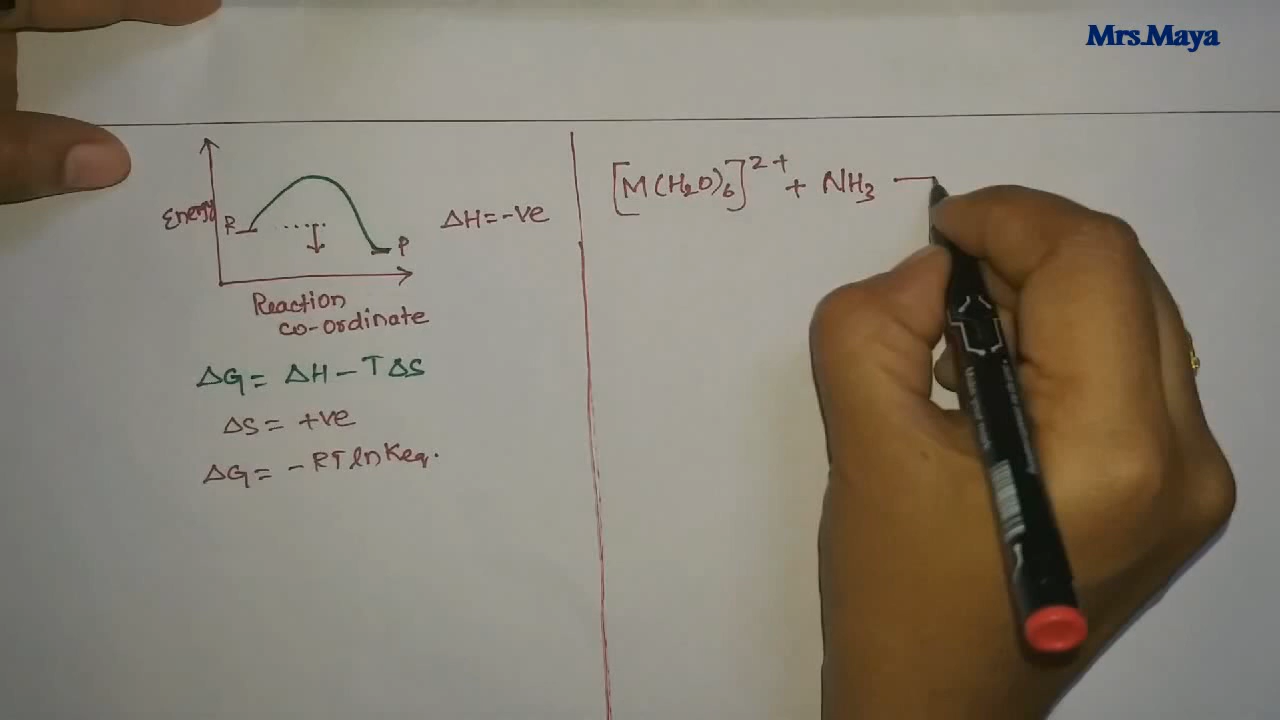 Mrs.Maya
Energy
R
P
ΔH=-ve
Reaction
co-ordinate
ΔG= ΔH-TΔS
ΔS= +ve
ΔG= -RT ln Keq.
[M(H₂O)₆]²⁺ + NH₃ —